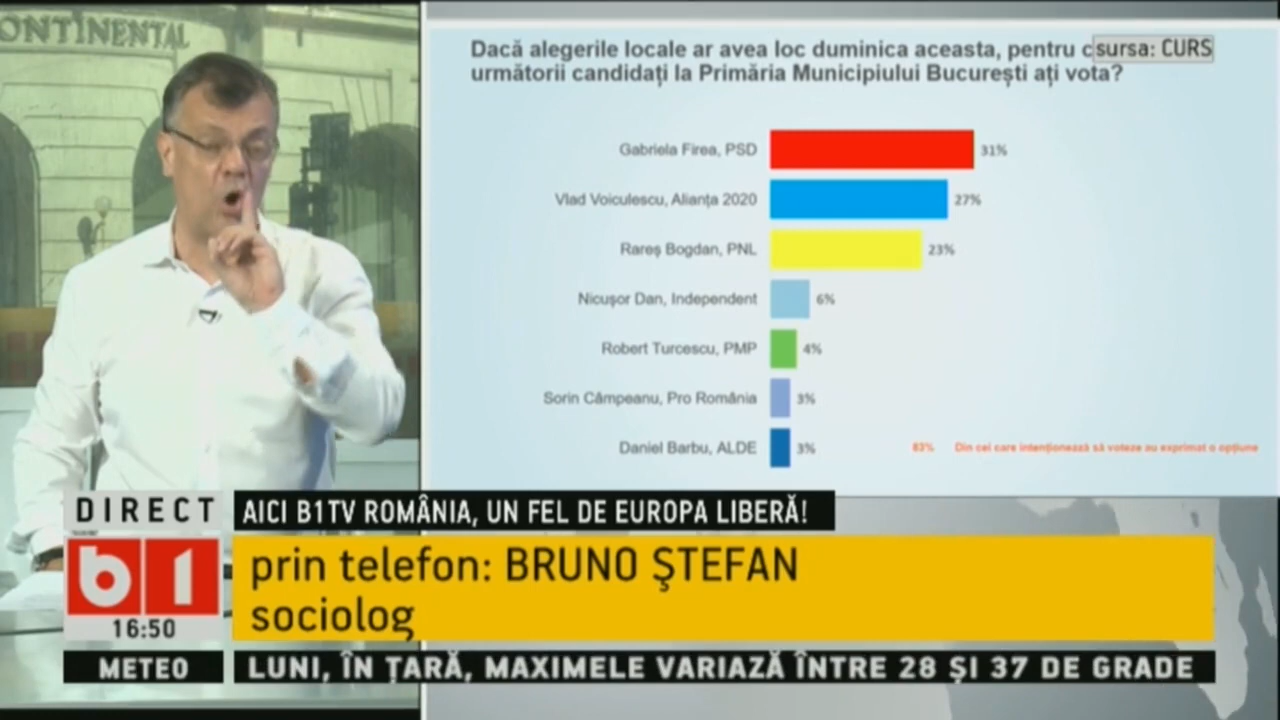 CONTINENTAL
Dacă alegerile locale ar avea loc duminica aceasta, pentru c
sursa: CURS
următorii candidați la Primăria Municipiului București ați vota?
Gabriela Firea, PSD 31%
Vlad Voiculescu, Alianța 2020 27%
Rareș Bogdan, PNL 23%
Nicușor Dan, Independent 6%
Robert Turcescu, PMP 4%
Sorin Câmpeanu, Pro România 3%
Daniel Barbu, ALDE 3%
83% Din cei care intenționează să voteze au exprimat o opțiune
DIRECT
AICI B1TV ROMÂNIA, UN FEL DE EUROPA LIBERĂ!
b1
prin telefon: BRUNO ŞTEFAN
sociolog
16:50
METEO
LUNI, ÎN ȚARĂ, MAXIMELE VARIAZĂ ÎNTRE 28 ȘI 37 DE GRADE